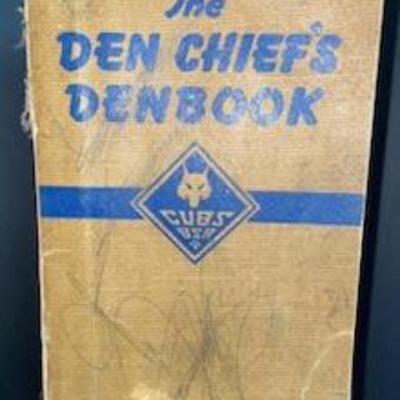 The
DEN CHIEF'S
DENBOOK
CUBS
BSA